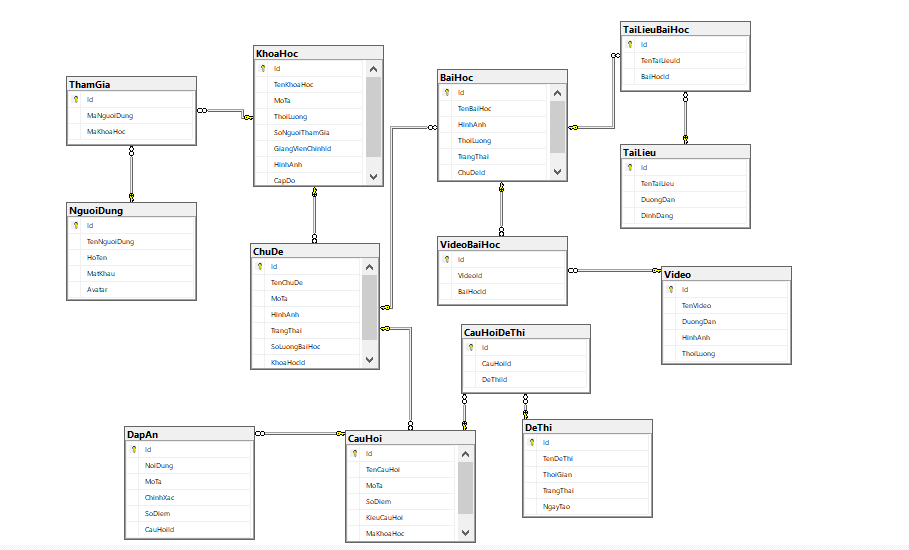 ThamGia
Id
MaNguoiDung
MaKhoaHoc
NguoiDung
Id
TenNguoiDung
HoTen
MatKhau
Avatar
KhoaHoc
Id
TenKhoaHoc
MoTa
ThoiLuong
SoNguoiThamGia
GiangVienChinhId
HinhAnh
CapDo
ChuDe
Id
TenChuDe
MoTa
HinhAnh
TrangThai
SoLuongBaiHoc
KhoaHocId
BaiHoc
Id
TenBaiHoc
HinhAnh
ThoiLuong
TrangThai
ChuDeId
TaiLieuBaiHoc
Id
TenTaiLieuId
BaiHocId
TaiLieu
Id
TenTaiLieu
DuongDan
DinhDang
VideoBaiHoc
Id
VideoId
BaiHocId
Video
Id
TenVideo
DuongDan
HinhAnh
ThoiLuong
CauHoiDeThi
Id
CauHoiId
DeThiId
DapAn
Id
NoiDung
MoTa
ChinhXac
SoDiem
CauHoiId
CauHoi
Id
TenCauHoi
MoTa
SoDiem
KieuCauHoi
MaKhoaHoc
DeThi
Id
TenDeThi
ThoiGian
TrangThai
NgayTao